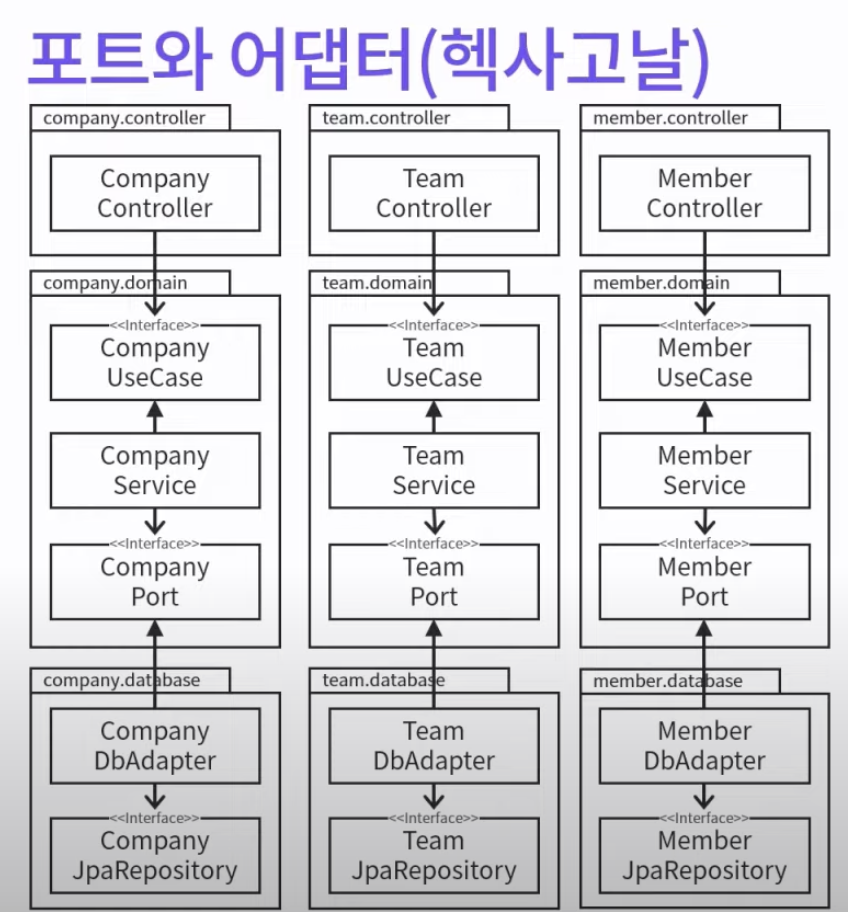 포트와 어댑터(헥사고날)
company.controller
Company
Controller
team.controller
Team
Controller
member.controller
Member
Controller
company.domain
<<Interface>>
Company
UseCase
Company
Service
<<Interface>>
Company
Port
team.domain
<<Interface>>
Team
UseCase
Team
Service
<<Interface>>
Team
Port
member.domain
<<Interface>>
Member
UseCase
Member
Service
<<Interface>>
Member
Port
company.database
Company
DbAdapter
<<Interface>>
Company
JpaRepository
team.database
Team
DbAdapter
<<Interface>>
Team
JpaRepository
member.database
Member
DbAdapter
<<Interface>>
Member
JpaRepository